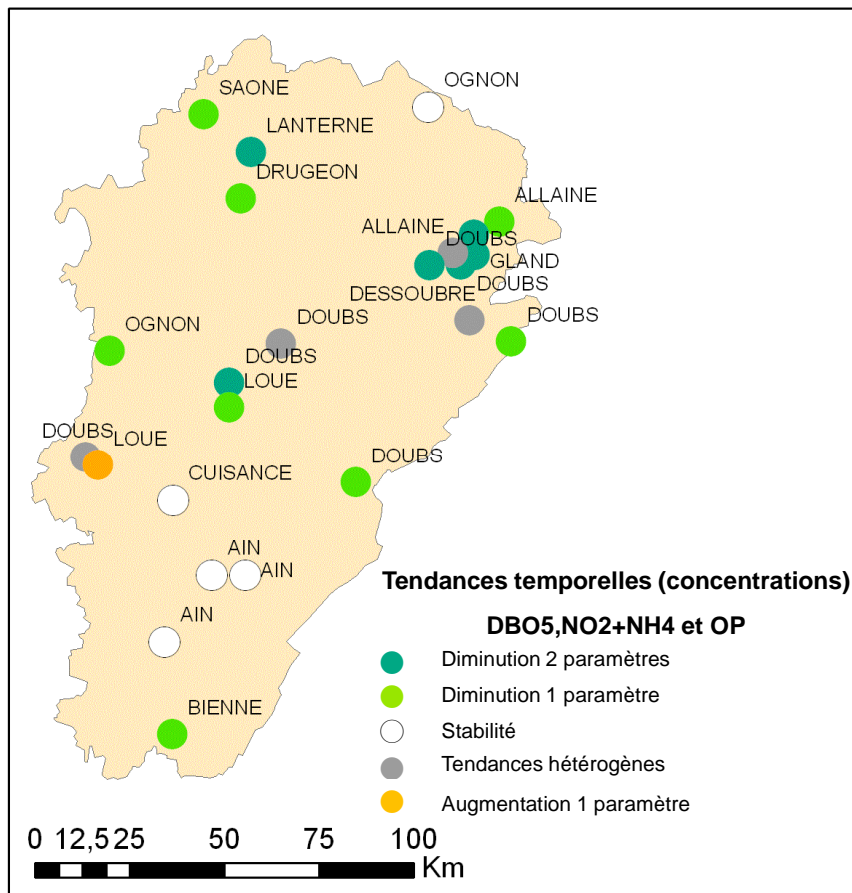 OGNON
SAONE
LANTERNE
DRUGEON
ALLAINE
ALLAINE
DOUBS
GLAND
DOUBS
DESSOUBRE
DOUBS
DOUBS
OGNON
DOUBS
LOUE
DOUBS
LOUE
DOUBS
CUISANCE
AIN
AIN
AIN
BIENNE
Tendances temporelles (concentrations)
DBO5,NO2+NH4 et OP
Diminution 2 paramètres
Diminution 1 paramètre
Stabilité
Tendances hétérogènes
Augmentation 1 paramètre
0 12,5 25 50 75 100
Km